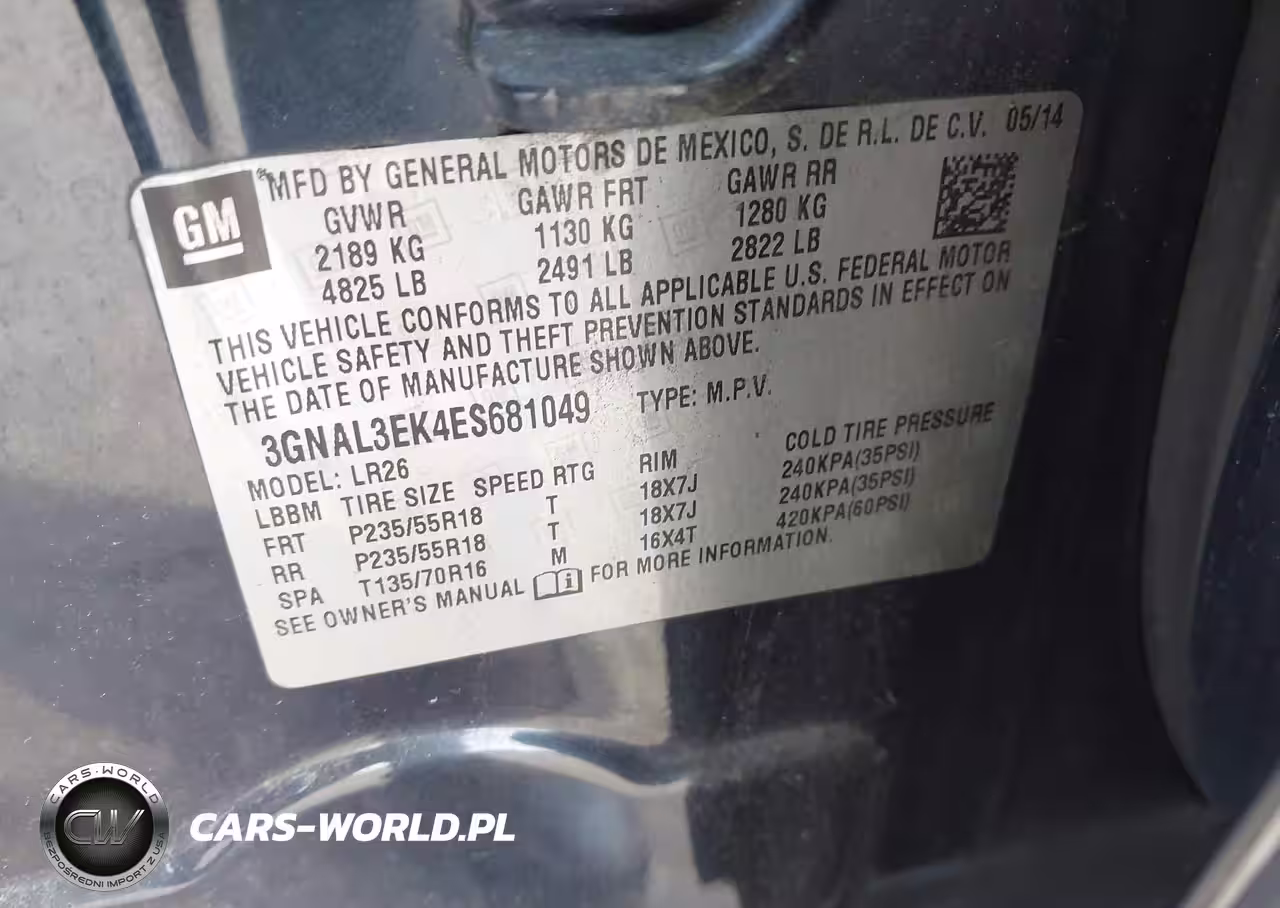 GM
MFD BY GENERAL MOTORS DE MEXICO, S. DE R.L. DE C.V. 05/14
GVWR GAWR FRT GAWR RR
2189 KG 1130 KG 1280 KG
4825 LB 2491 LB 2822 LB
THIS VEHICLE CONFORMS TO ALL APPLICABLE U.S. FEDERAL MOTOR
VEHICLE SAFETY AND THEFT PREVENTION STANDARDS IN EFFECT ON
THE DATE OF MANUFACTURE SHOWN ABOVE.
3GNAL3EK4ES681049 TYPE: M.P.V.
MODEL: LR26
LBBM TIRE SIZE SPEED RTG RIM COLD TIRE PRESSURE
FRT P235/55R18 T 18X7J 240KPA(35PSI)
RR P235/55R18 T 18X7J 240KPA(35PSI)
SPA T135/70R16 M 16X4T 420KPA(60PSI)
SEE OWNER'S MANUAL FOR MORE INFORMATION.
CARS-WORLD
CW
BEZPOŚREDNI IMPORT Z USA
CARS-WORLD.PL